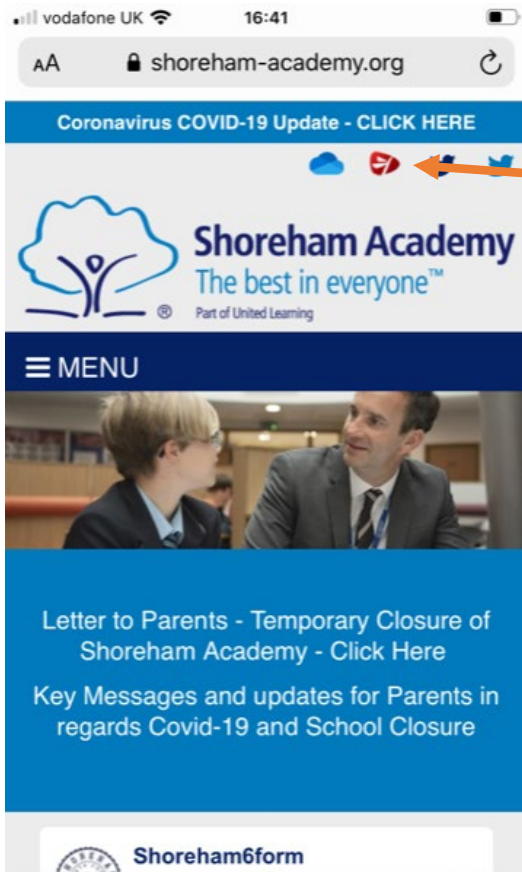 vodafone UK 16:41
AA shoreham-academy.org
Coronavirus COVID-19 Update - CLICK HERE
Shoreham Academy
The best in everyone™
® Part of United Learning
≡ MENU
Letter to Parents - Temporary Closure of
Shoreham Academy - Click Here
Key Messages and updates for Parents in
regards Covid-19 and School Closure
Shoreham6form